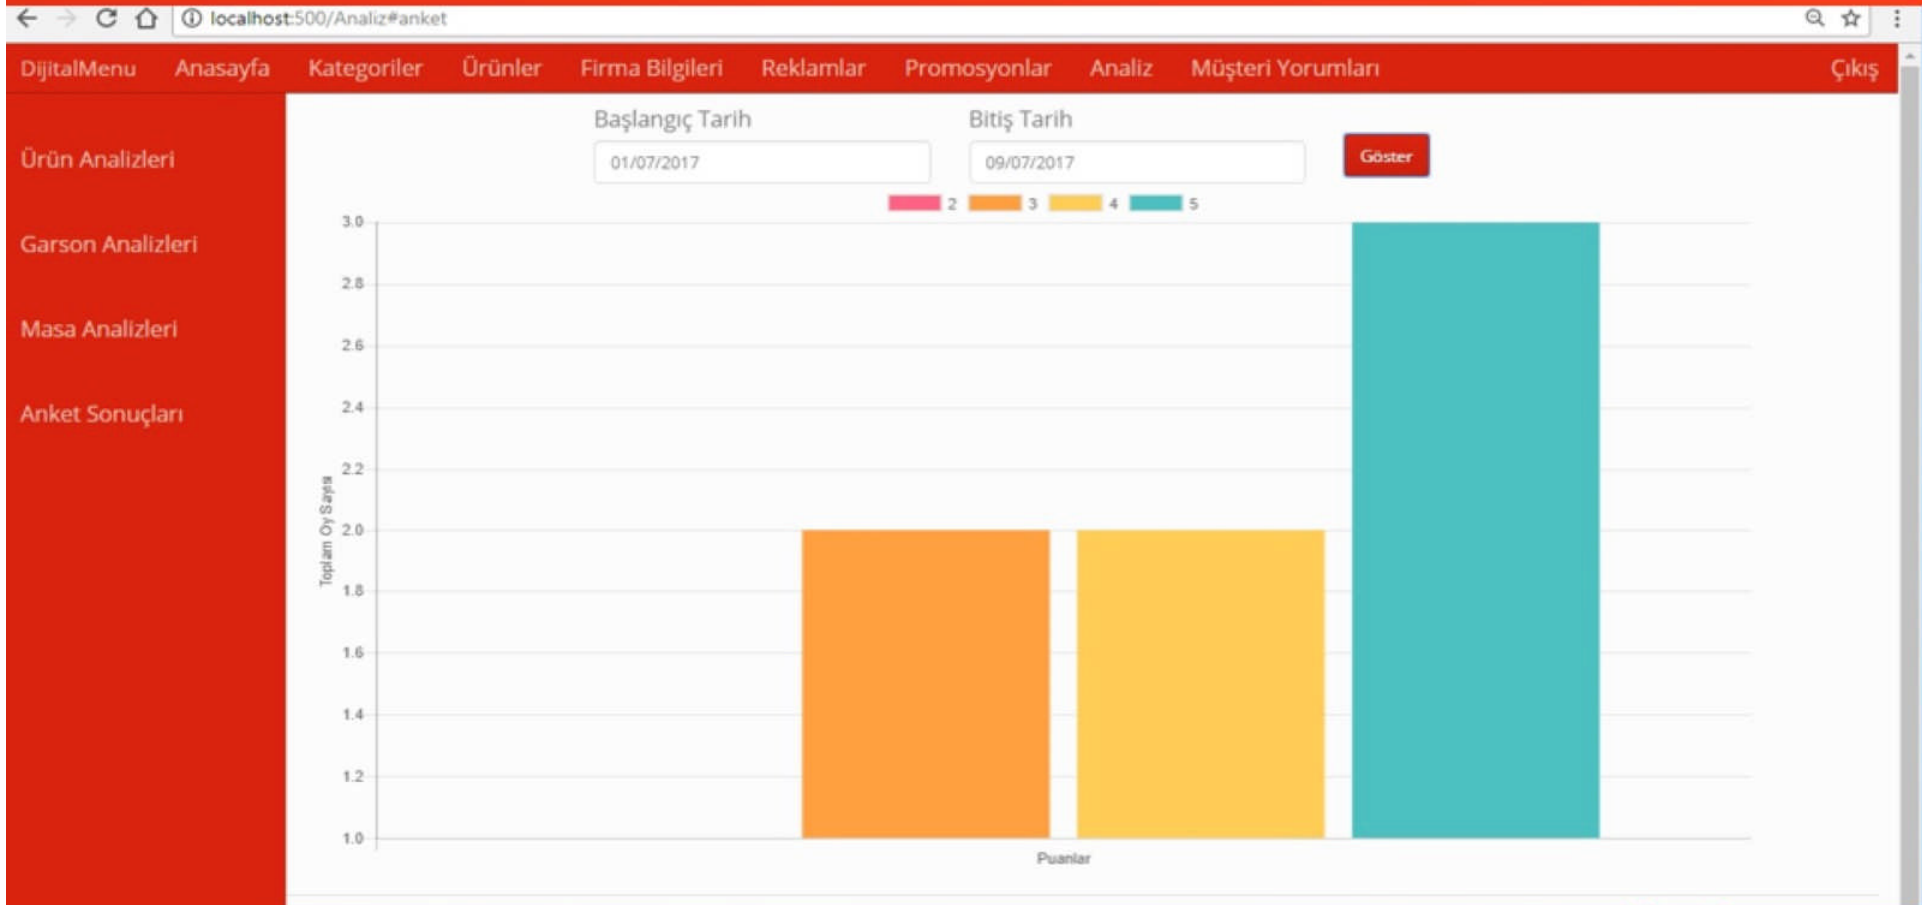 localhost:500/Analiz#anket
DijitalMenu Anasayfa Kategoriler Ürünler Firma Bilgileri Reklamlar Promosyonlar Analiz Müşteri Yorumları Çıkış
Ürün Analizleri
Garson Analizleri
Masa Analizleri
Anket Sonuçları
Başlangıç Tarih Bitiş Tarih
01/07/2017 09/07/2017 Göster
2 3 4 5
3.0
2.8
2.6
2.4
2.2
2.0
1.8
1.6
1.4
1.2
1.0
Toplam Oy Sayısı
Puanlar